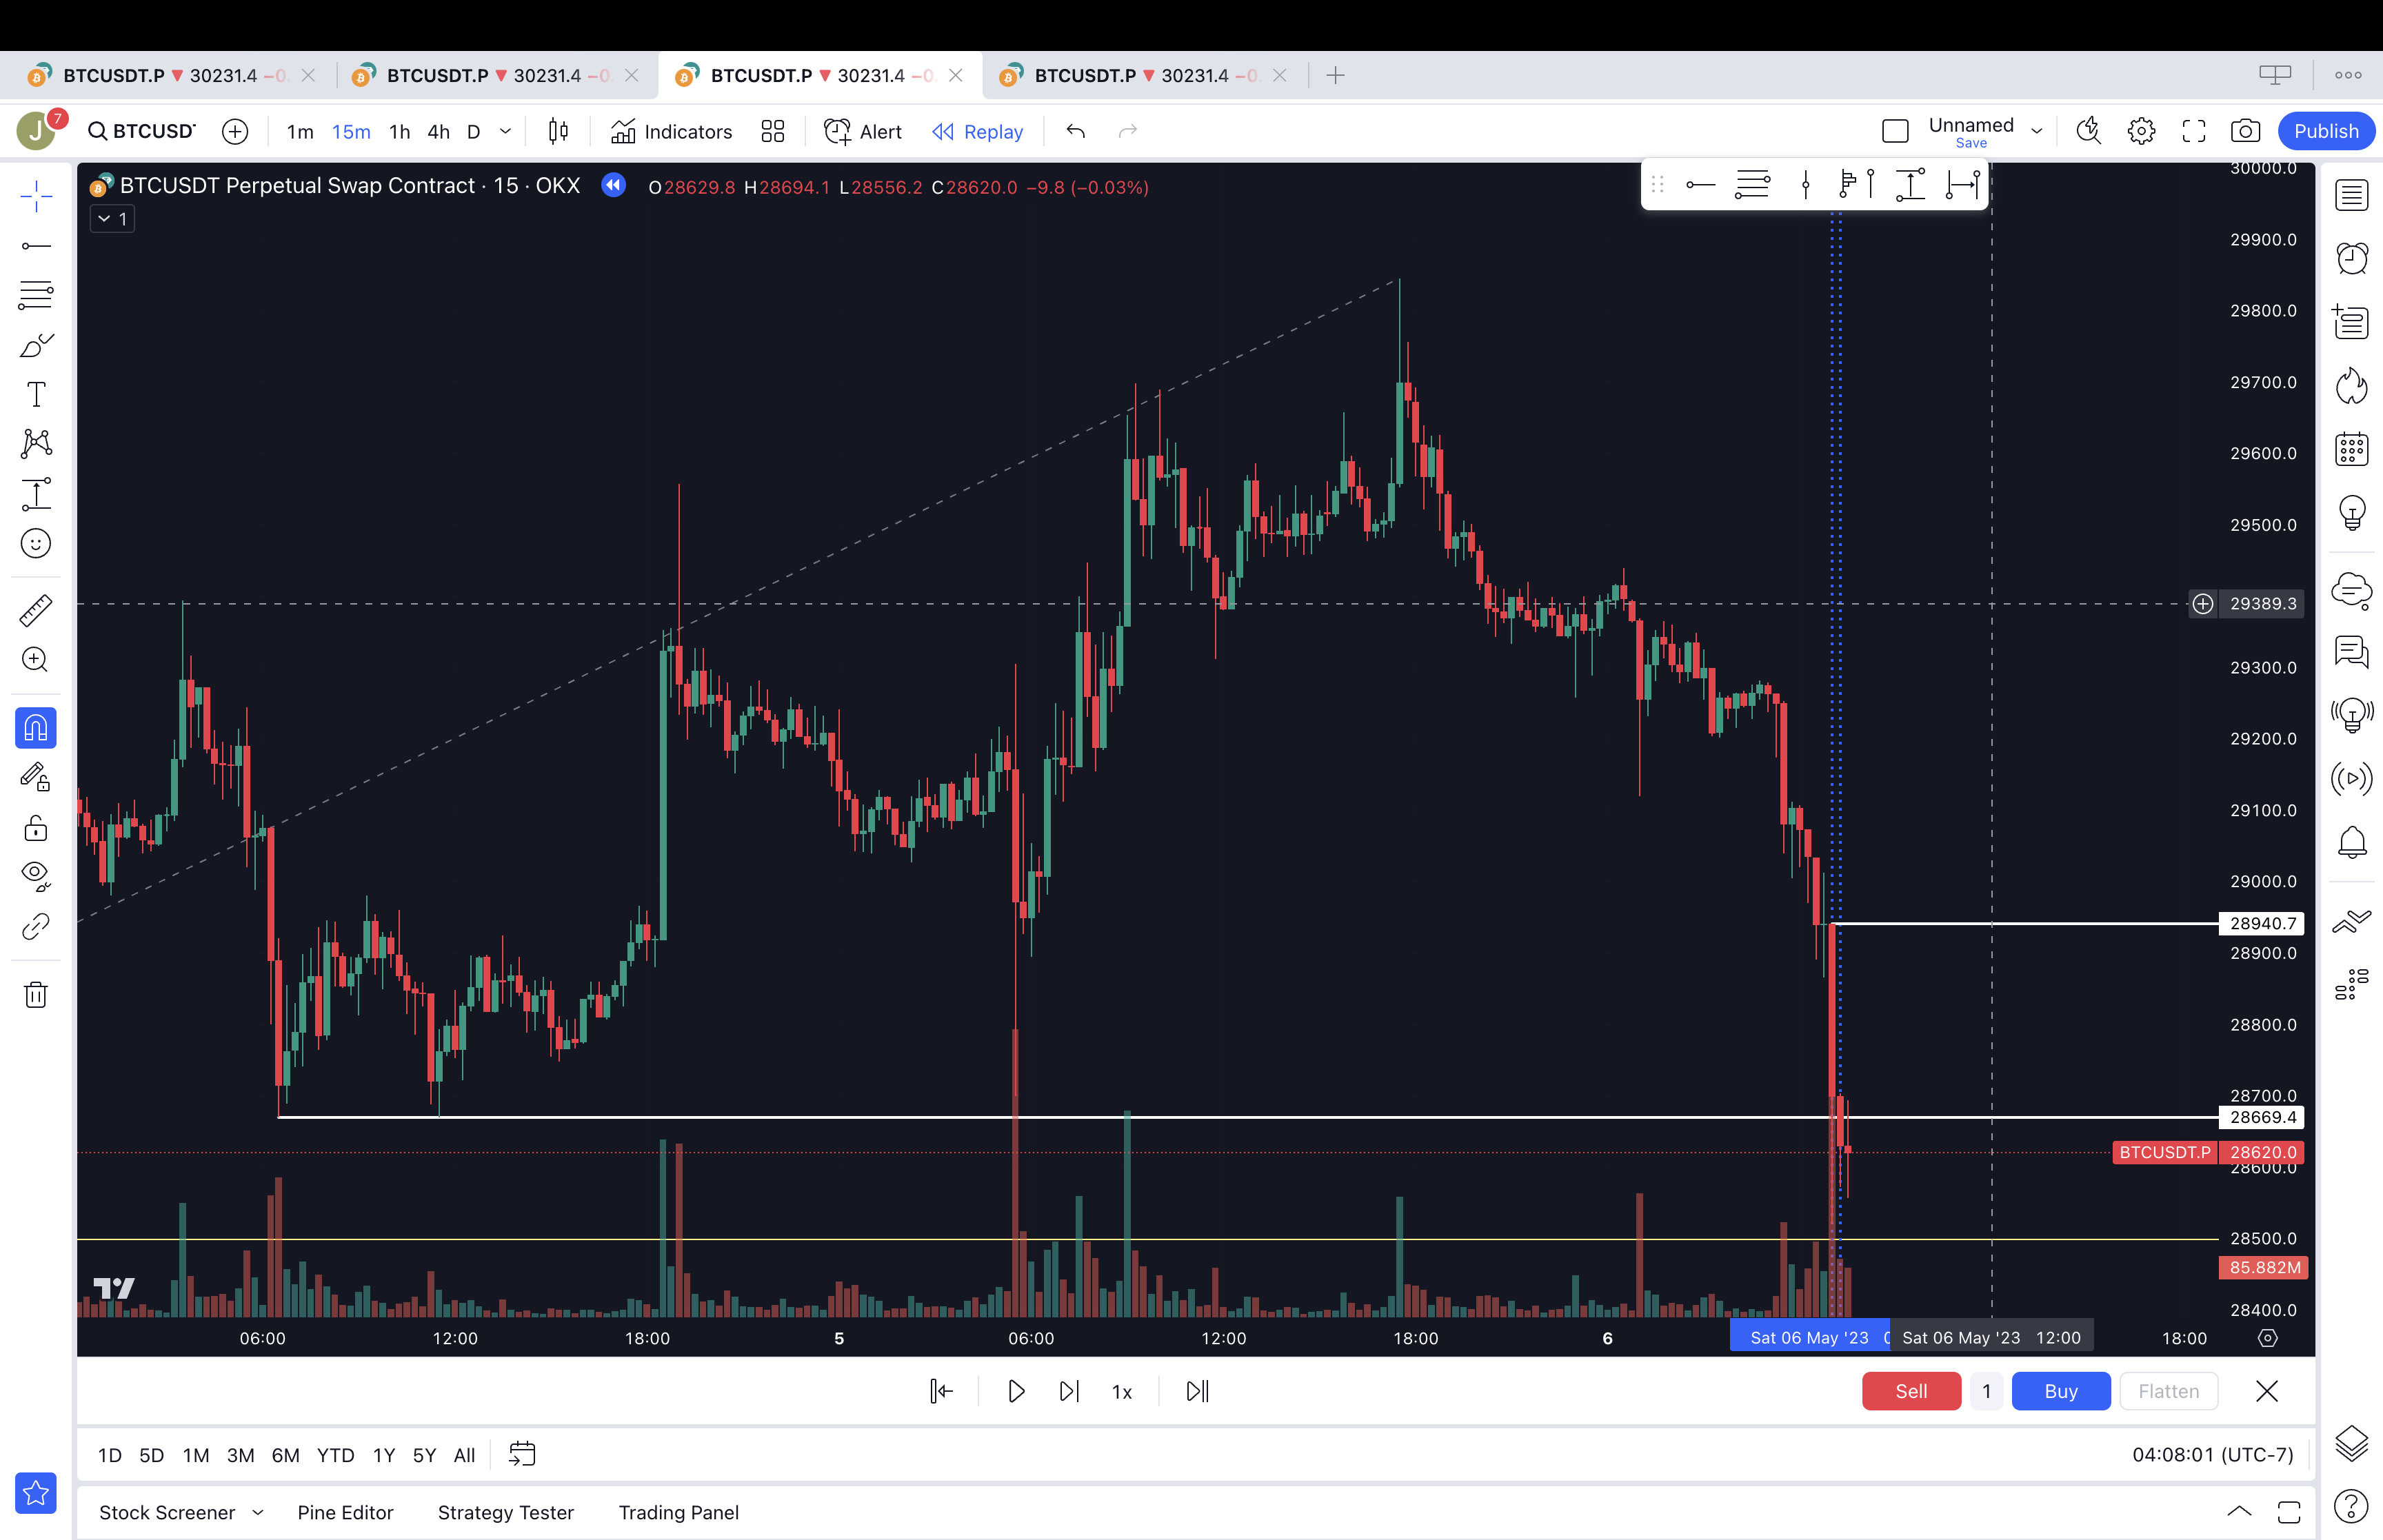 BTCUSDT.P ▼ 30231.4 −0. BTCUSDT.P ▼ 30231.4 −0. BTCUSDT.P ▼ 30231.4 −0. BTCUSDT.P ▼ 30231.4 −0.
J 7 BTCUSD 1m 15m 1h 4h D Indicators Alert Replay Unnamed Save Publish
BTCUSDT Perpetual Swap Contract · 15 · OKX O28629.8 H28694.1 L28556.2 C28620.0 −9.8 (−0.03%)
1
30000.0
29900.0
29800.0
29700.0
29600.0
29500.0
29389.3
29300.0
29200.0
29100.0
29000.0
28940.7
28900.0
28800.0
28700.0
28669.4
BTCUSDT.P 28620.0
28600.0
28500.0
85.882M
28400.0
06:00 12:00 18:00 5 06:00 12:00 18:00 6 Sat 06 May '23 Sat 06 May '23 12:00 18:00
1x Sell 1 Buy Flatten
1D 5D 1M 3M 6M YTD 1Y 5Y All 04:08:01 (UTC-7)
Stock Screener Pine Editor Strategy Tester Trading Panel